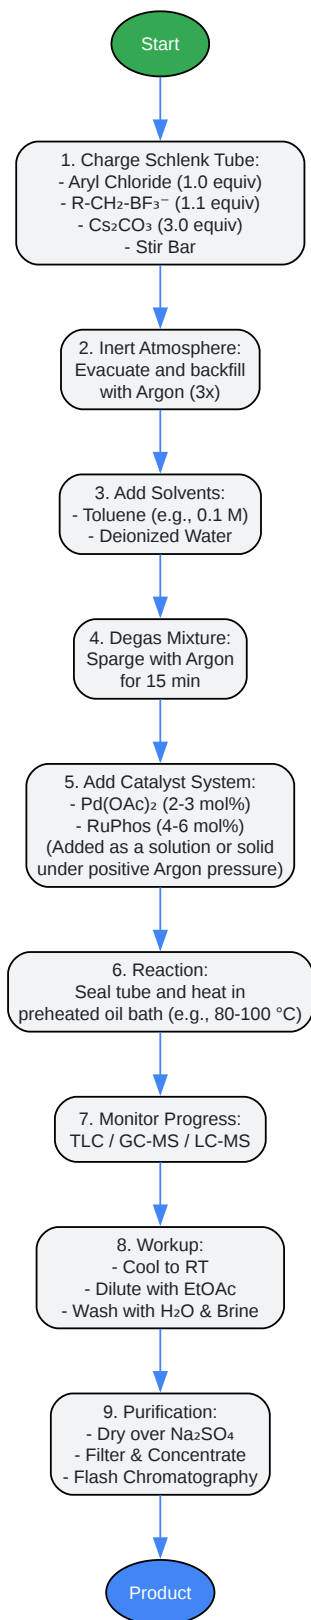 Start
1. Charge Schlenk Tube:
- Aryl Chloride (1.0 equiv)
- R-CH₂-BF₃⁻ (1.1 equiv)
- Cs₂CO₃ (3.0 equiv)
- Stir Bar
2. Inert Atmosphere:
Evacuate and backfill
with Argon (3x)
3. Add Solvents:
- Toluene (e.g., 0.1 M)
- Deionized Water
4. Degas Mixture:
Sparge with Argon
for 15 min
5. Add Catalyst System:
- Pd(OAc)₂ (2-3 mol%)
- RuPhos (4-6 mol%)
(Added as a solution or solid
under positive Argon pressure)
6. Reaction:
Seal tube and heat in
preheated oil bath (e.g., 80-100 °C)
7. Monitor Progress:
TLC / GC-MS / LC-MS
8. Workup:
- Cool to RT
- Dilute with EtOAc
- Wash with H₂O & Brine
9. Purification:
- Dry over Na₂SO₄
- Filter & Concentrate
- Flash Chromatography
Product